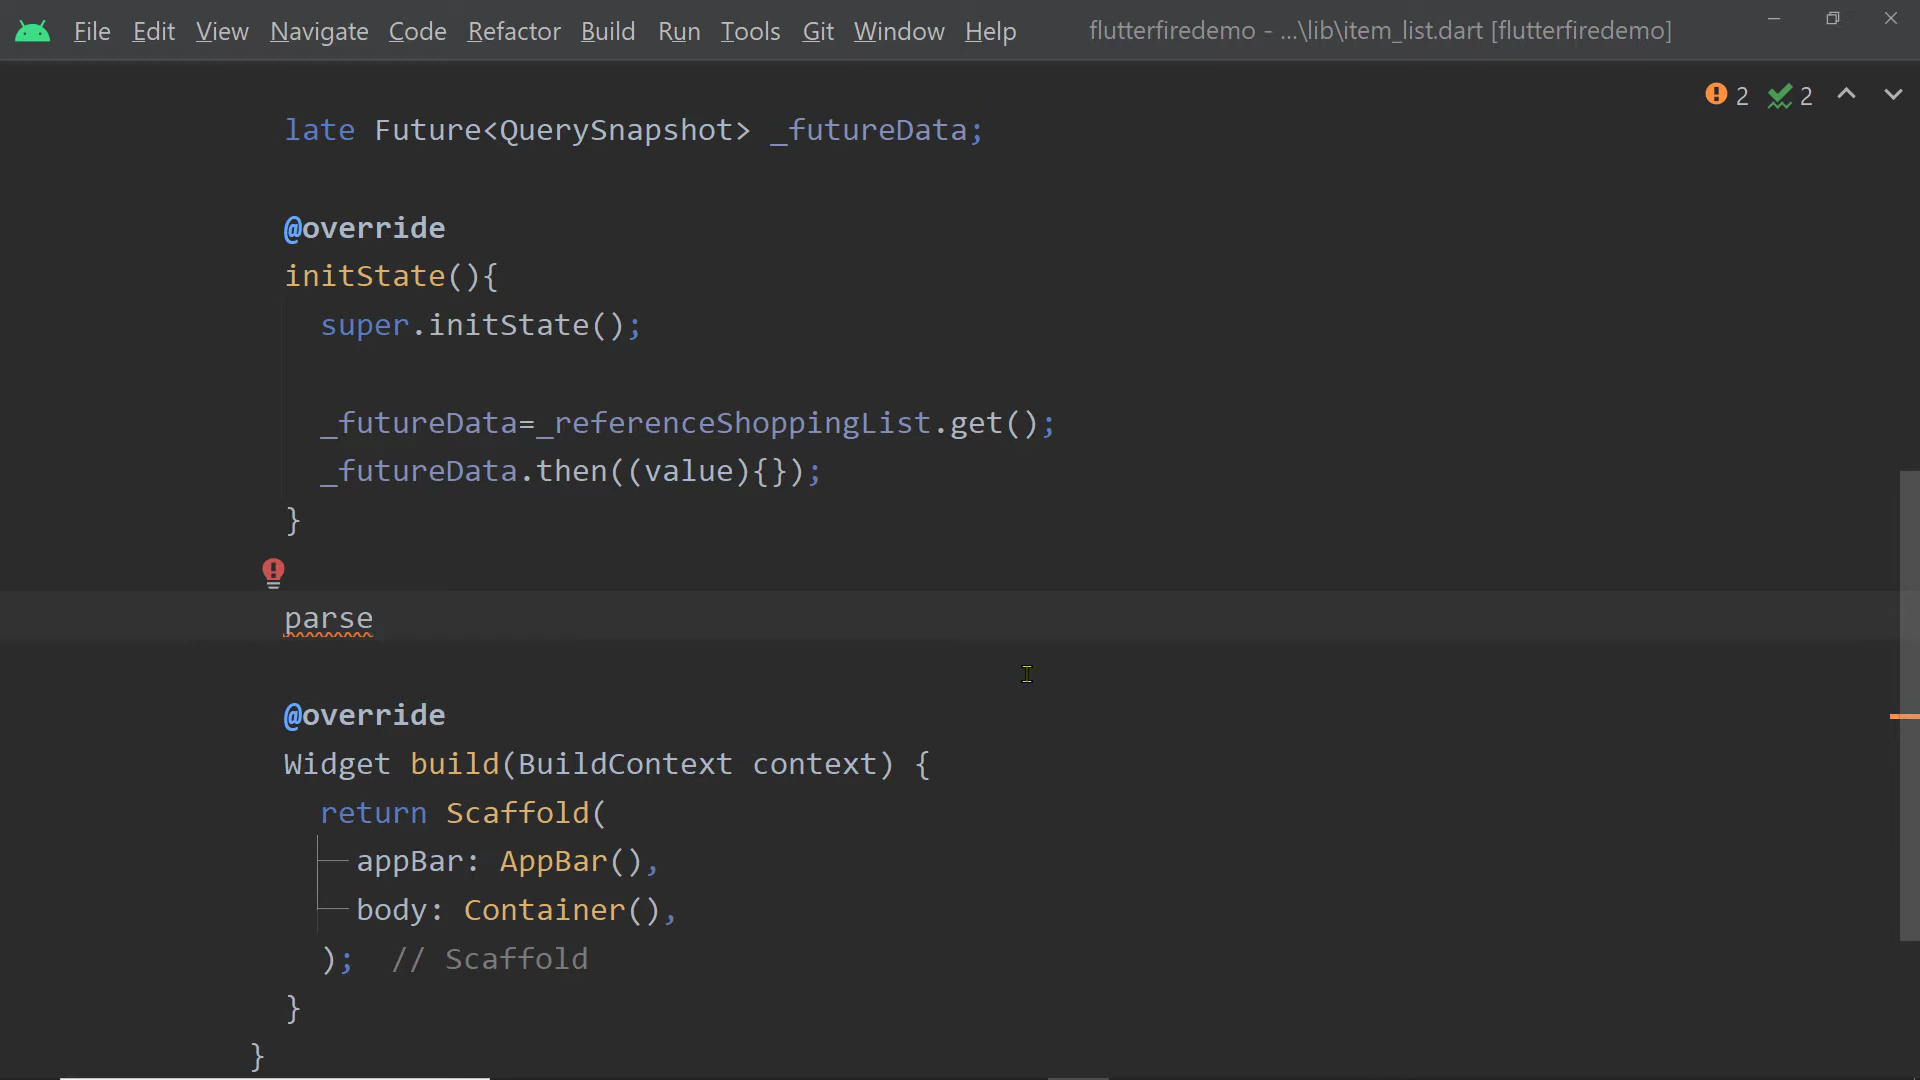 File Edit View Navigate Code Refactor Build Run Tools Git Window Help flutterfiredemo - ...\lib\item_list.dart [flutterfiredemo]
2 2
late Future<QuerySnapshot> _futureData;
@override
initState(){
super.initState();
_futureData=_referenceShoppingList.get();
_futureData.then((value){});
}
parse
@override
Widget build(BuildContext context) {
return Scaffold(
appBar: AppBar(),
body: Container(),
); // Scaffold
}
}